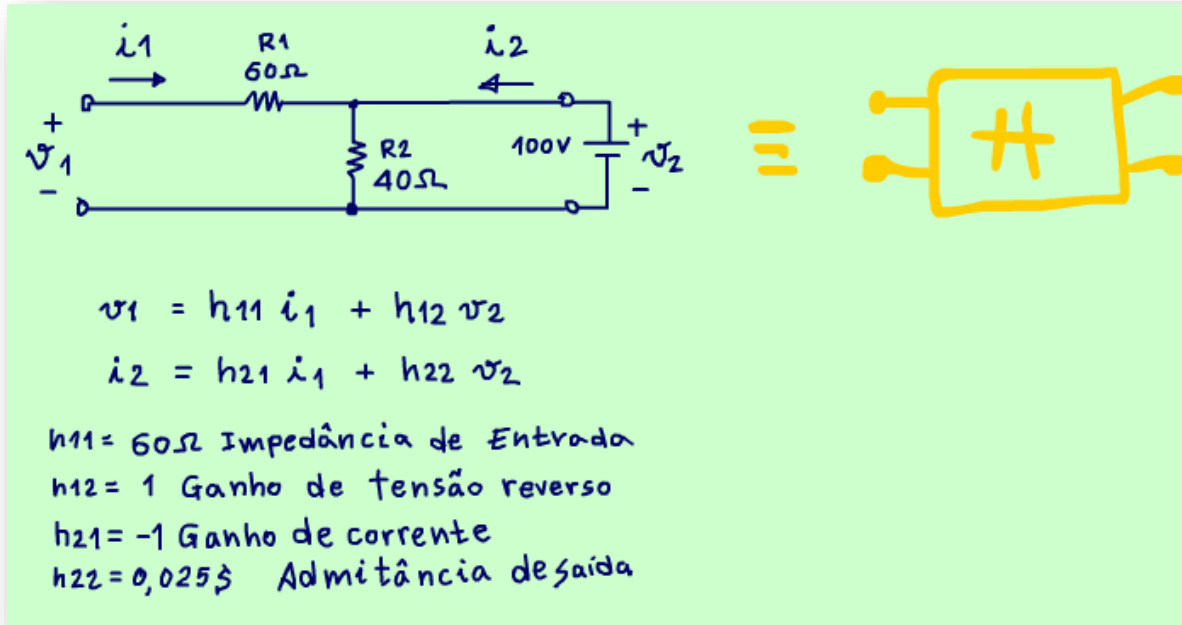 i1 R1 i2
60Ω
+
v1
-
R2
40Ω
100V
+
v2
-
≡ H
v1 = h11 i1 + h12 v2
i2 = h21 i1 + h22 v2
h11= 60Ω Impedância de Entrada
h12= 1 Ganho de tensão reverso
h21= -1 Ganho de corrente
h22= 0,025S Admitância de saída